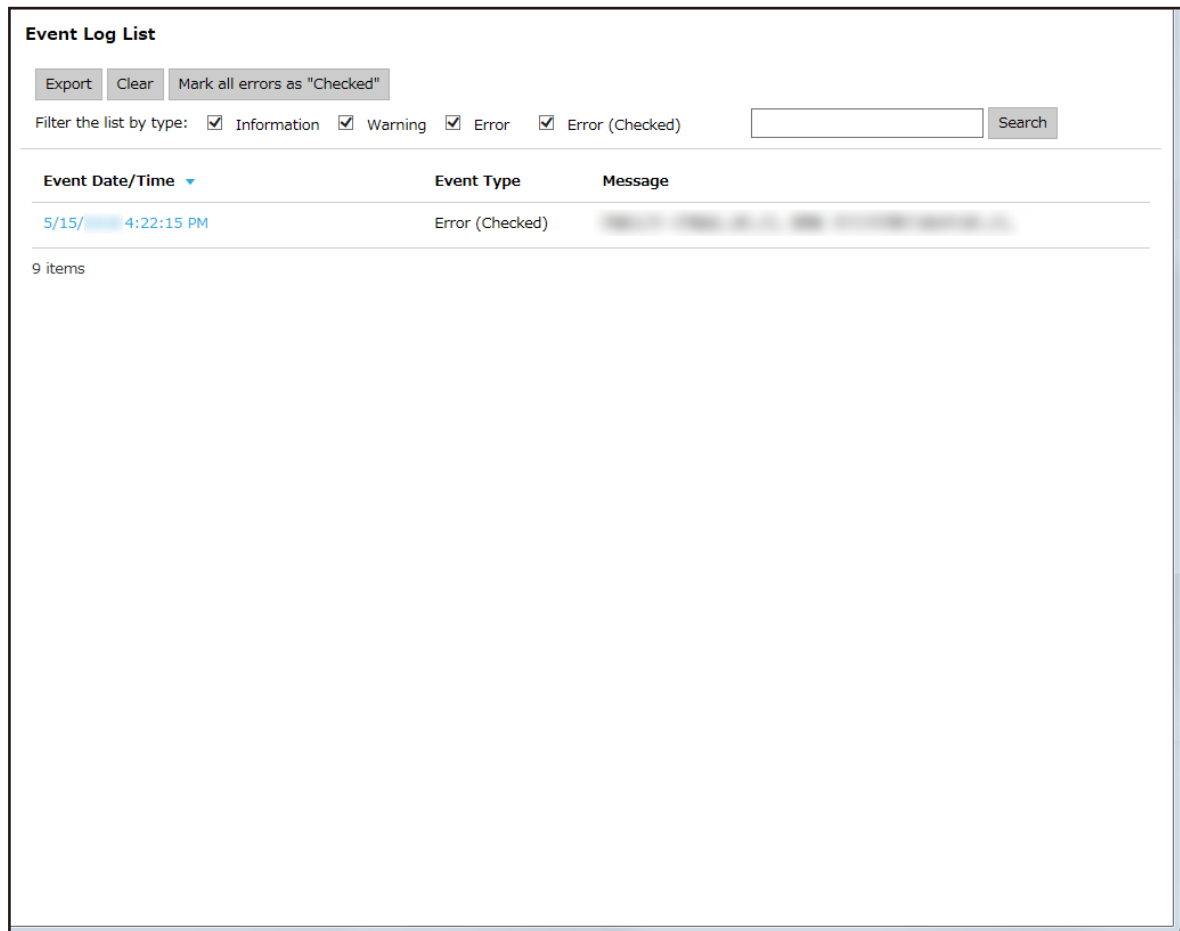 Event Log List
Export Clear Mark all errors as "Checked"
Filter the list by type: Information Warning Error Error (Checked) Search
Event Date/Time Event Type Message
5/15/ 4:22:15 PM Error (Checked)
9 items